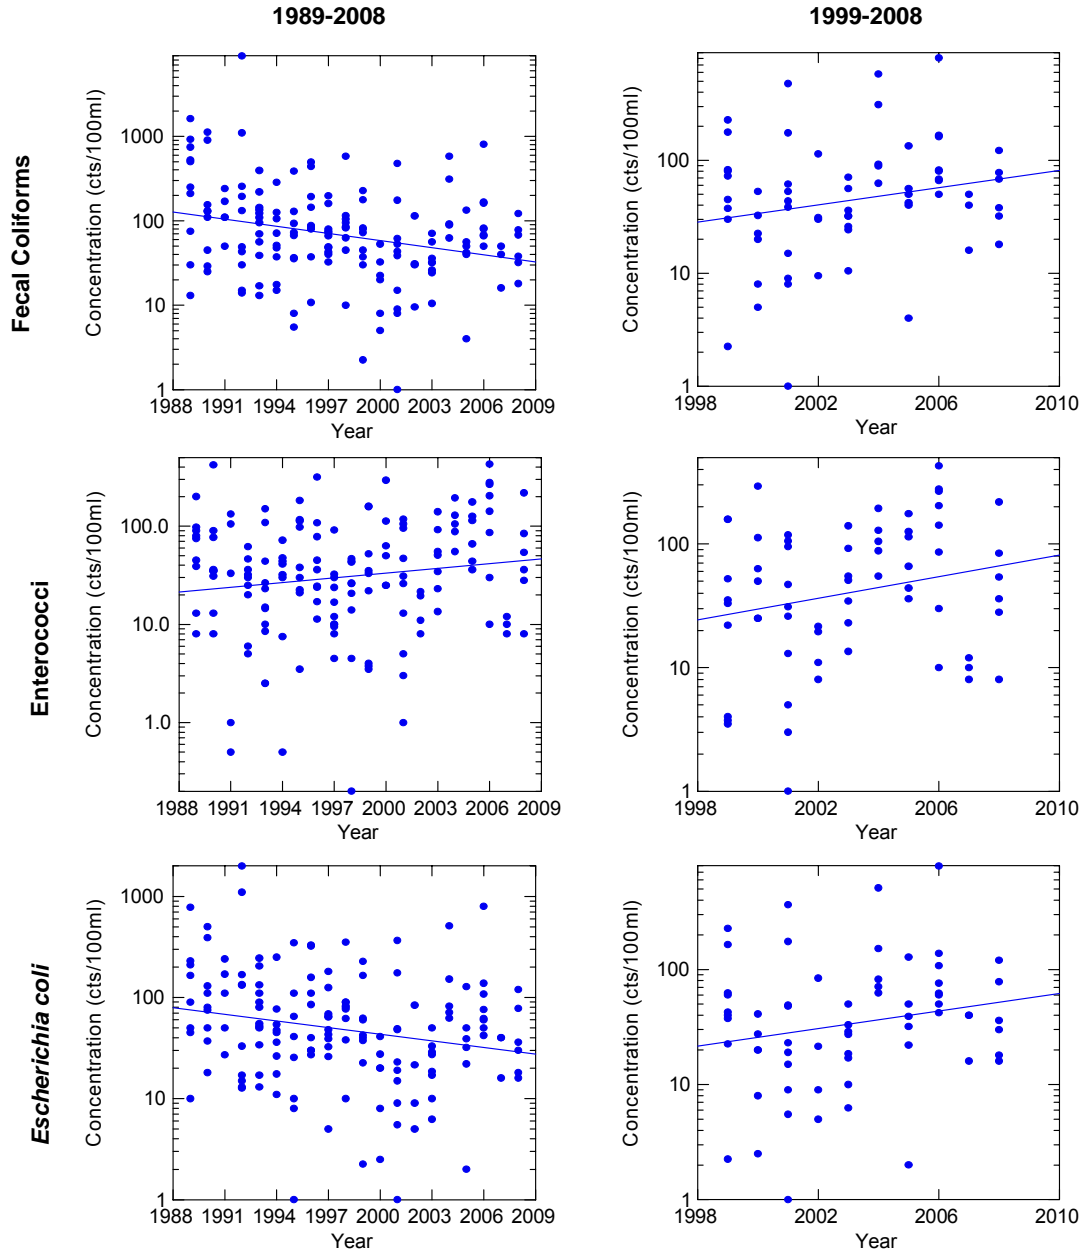 1989-2008
1999-2008
Fecal Coliforms
Concentration (cts/100ml)
1000
100
10
1
1988 1991 1994 1997 2000 2003 2006 2009
Year
Concentration (cts/100ml)
100
10
1
1998 2002 2006 2010
Year
Enterococci
Concentration (cts/100ml)
100.0
10.0
1.0
1988 1991 1994 1997 2000 2003 2006 2009
Year
Concentration (cts/100ml)
100
10
1
1998 2002 2006 2010
Year
Escherichia coli
Concentration (cts/100ml)
1000
100
10
1
1988 1991 1994 1997 2000 2003 2006 2009
Year
Concentration (cts/100ml)
100
10
1
1998 2002 2006 2010
Year